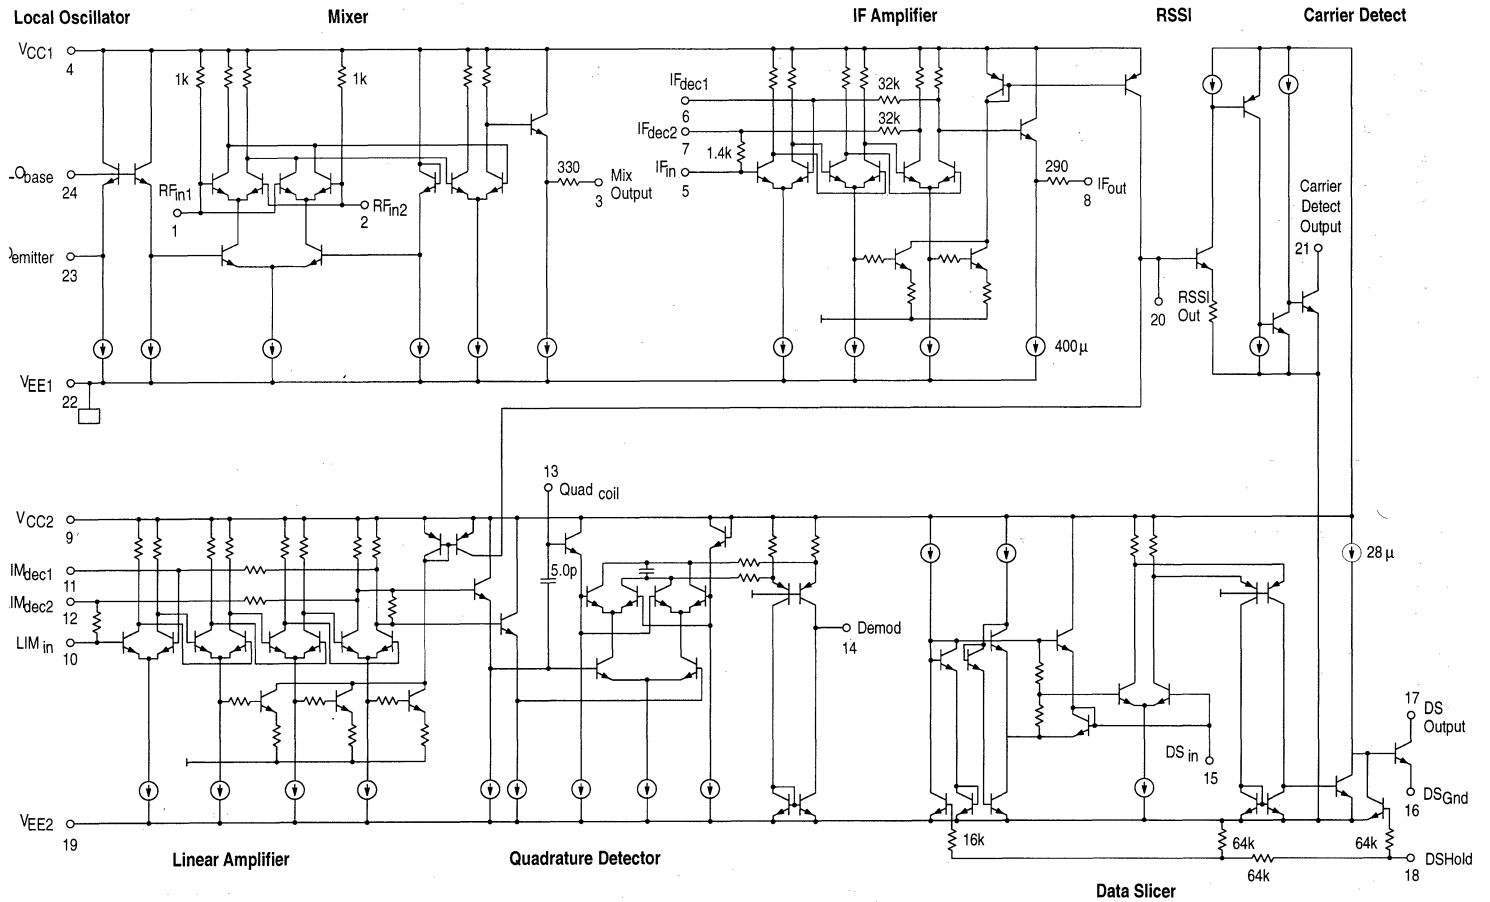 Local Oscillator
Mixer
IF Amplifier
RSSI
Carrier Detect
VCC1
4
1k
1k
IFdec1
6
32k
IFdec2
7
32k
1.4k
IFin
5
Obase
24
RFin1
1
RFin2
2
330
Mix
Output
3
290
IFout
8
Carrier
Detect
Output
21
emitter
23
RSSI
Out
20
400 μ
VEE1
22
13
Quad coil
VCC2
9
5.0p
28 μ
IMdec1
11
IMdec2
12
LIM in
10
Demod
14
17
DS
Output
DS in
15
DSGnd
16
VEE2
19
16k
64k
64k
64k
DSHold
18
Linear Amplifier
Quadrature Detector
Data Slicer